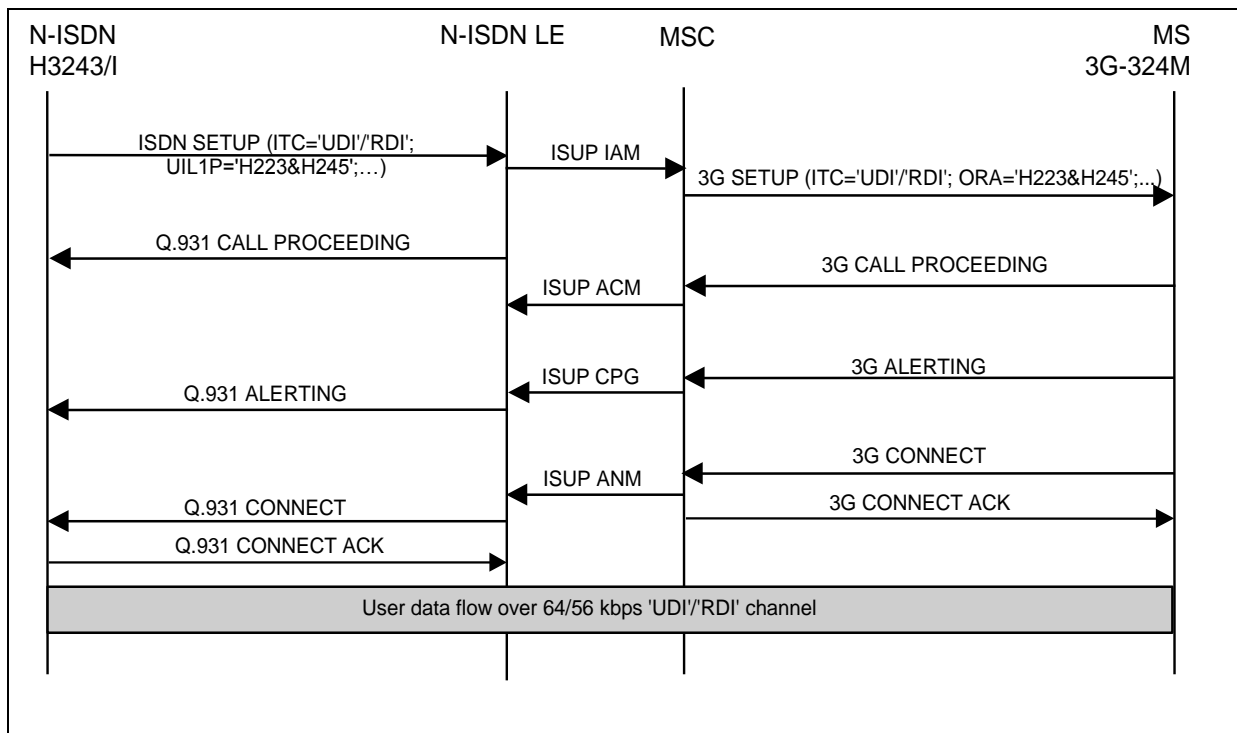 N-ISDN
H3243/I
N-ISDN LE
MSC
MS
3G-324M
ISDN SETUP (ITC='UDI'/'RDI';
UIL1P='H223&H245';…)
ISUP IAM
3G SETUP (ITC='UDI'/'RDI'; ORA='H223&H245';...)
Q.931 CALL PROCEEDING
3G CALL PROCEEDING
ISUP ACM
3G ALERTING
ISUP CPG
Q.931 ALERTING
3G CONNECT
ISUP ANM
3G CONNECT ACK
Q.931 CONNECT
Q.931 CONNECT ACK
User data flow over 64/56 kbps 'UDI'/'RDI' channel